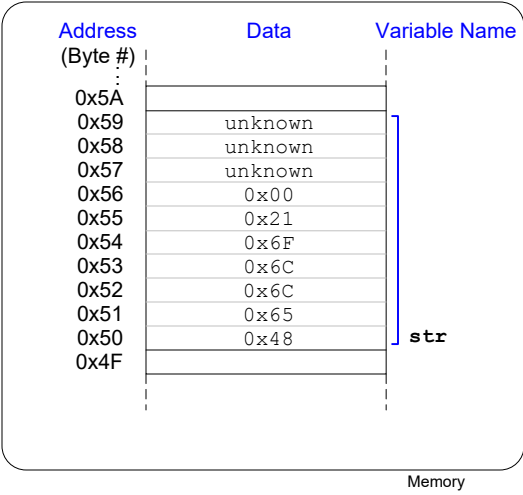 Address Data Variable Name
(Byte #)
⋮
0x5A
0x59 unknown
0x58 unknown
0x57 unknown
0x56 0x00
0x55 0x21
0x54 0x6F
0x53 0x6C
0x52 0x6C
0x51 0x65
0x50 0x48 str
0x4F
Memory